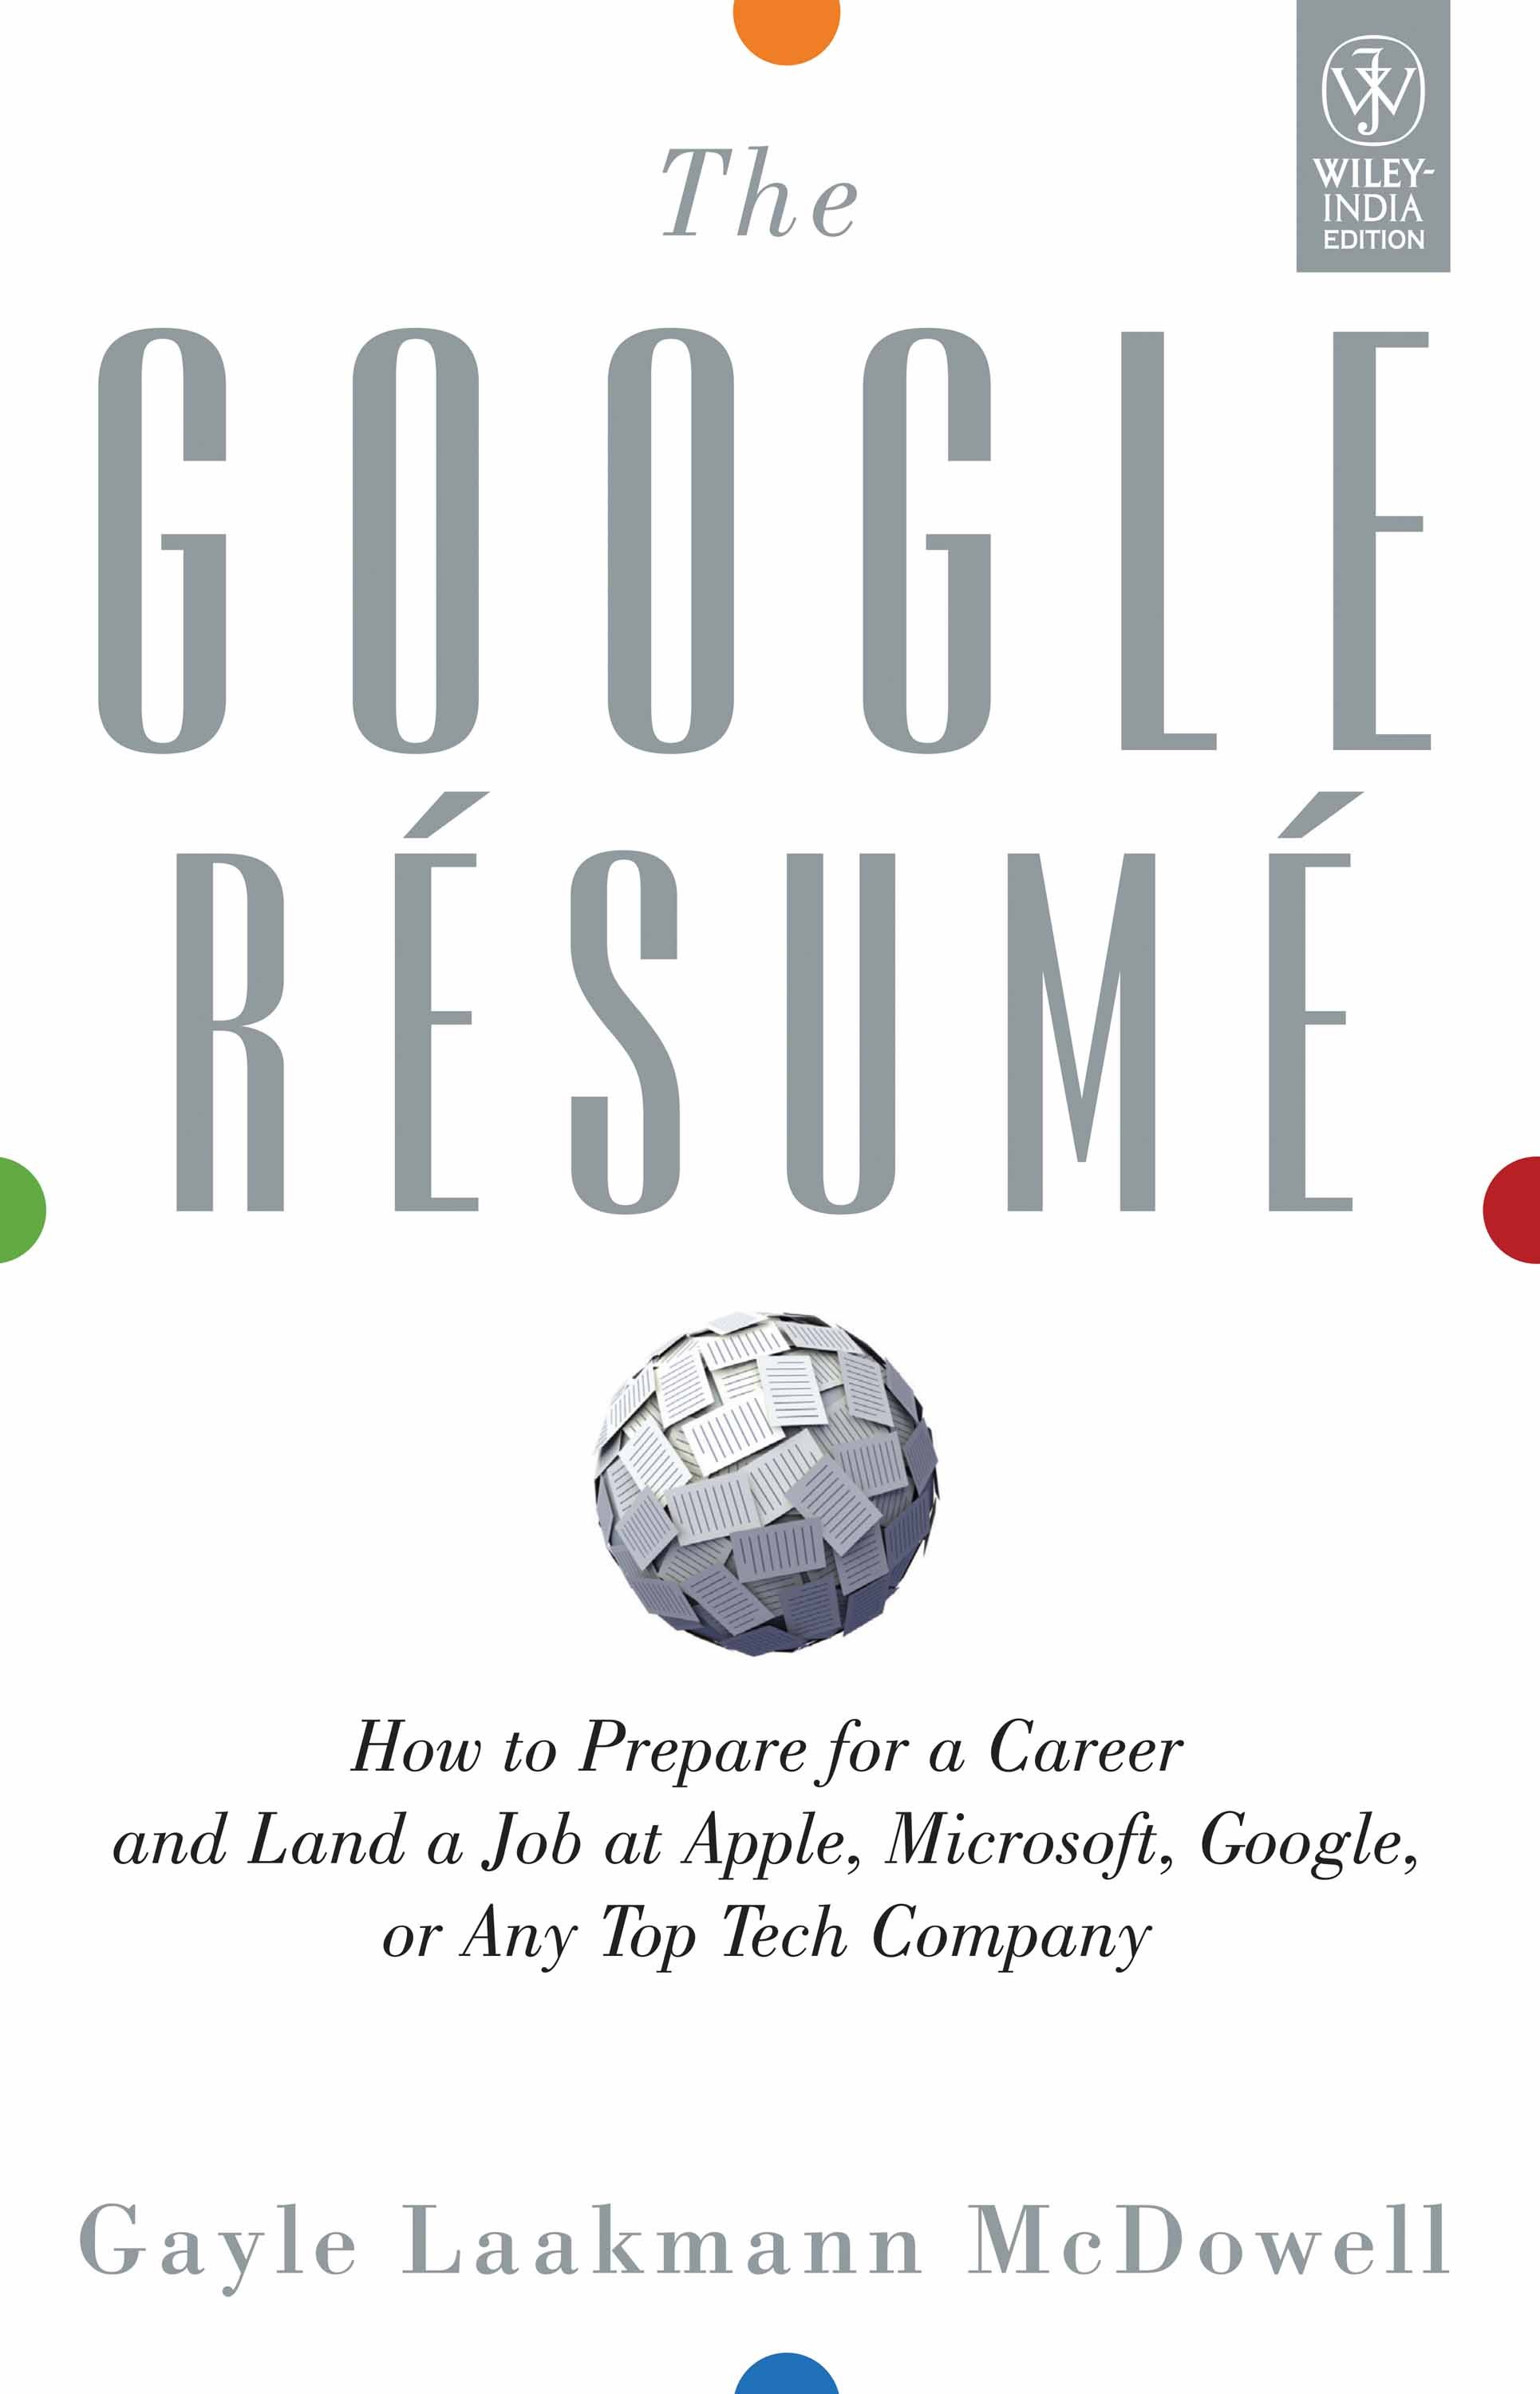 The
WILEY-
INDIA
EDITION
GOOGLE
RÉSUMÉ
How to Prepare for a Career
and Land a Job at Apple, Microsoft, Google,
or Any Top Tech Company
Gayle Laakmann McDowell